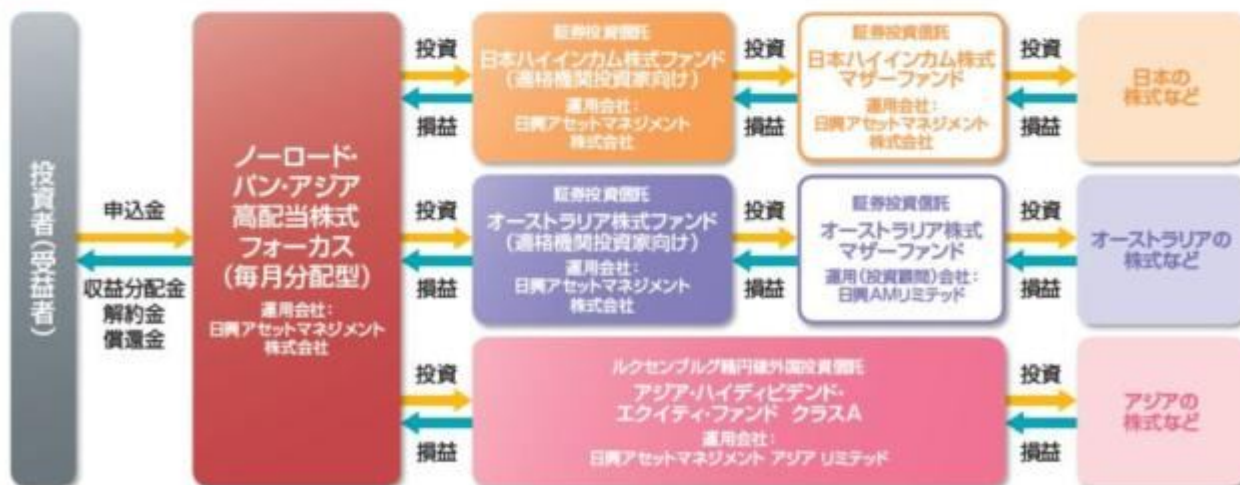 投資者(受益者)
申込金
収益分配金
解約金
償還金
ノーロード・
パン・アジア
高配当株式
フォーカス
(毎月分配型)
運用会社:
日興アセットマネジメント
株式会社
投資
損益
証券投資信託
日本ハイインカム株式ファンド
(適格機関投資家向け)
運用会社:
日興アセットマネジメント
株式会社
投資
損益
証券投資信託
日本ハイインカム株式
マザーファンド
運用会社:
日興アセットマネジメント
株式会社
投資
損益
日本の
株式など
投資
損益
証券投資信託
オーストラリア株式ファンド
(適格機関投資家向け)
運用会社:
日興アセットマネジメント
株式会社
投資
損益
証券投資信託
オーストラリア株式
マザーファンド
運用(投資顧問)会社:
日興AMリミテッド
投資
損益
オーストラリアの
株式など
投資
損益
ルクセンブルグ籍円建外国投資信託
アジア・ハイディビデンド・
エクイティ・ファンド クラスA
運用会社:
日興アセットマネジメント アジア リミテッド
投資
損益
アジアの
株式など